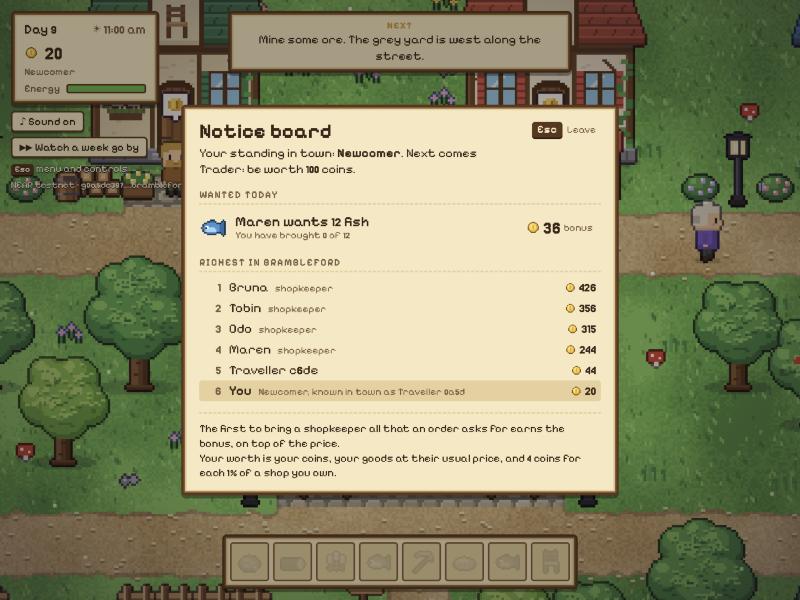 Day 9
11:00 am
20
Newcomer
Energy
♪ Sound on
▶▶ Watch a week go by
Esc menu and controls
NEXT
Mine some ore. The grey yard is west along the
street.
Notice board
Esc Leave
Your standing in town: Newcomer. Next comes
Trader: be worth 100 coins.
WANTED TODAY
Maren wants 12 fish
36 bonus
You have brought 0 of 12
RICHEST IN BRAMBLEFORD
1 Bruna shopkeeper 426
2 Tobin shopkeeper 356
3 Odo shopkeeper 315
4 Maren shopkeeper 244
5 Traveller c6de 44
6 You Newcomer, known in town as Traveller 0a5d 20
The first to bring a shopkeeper all that an order asks for earns the
bonus, on top of the price.
Your worth is your coins, your goods at their usual price, and 4 coins for
each 1% of a shop you own.